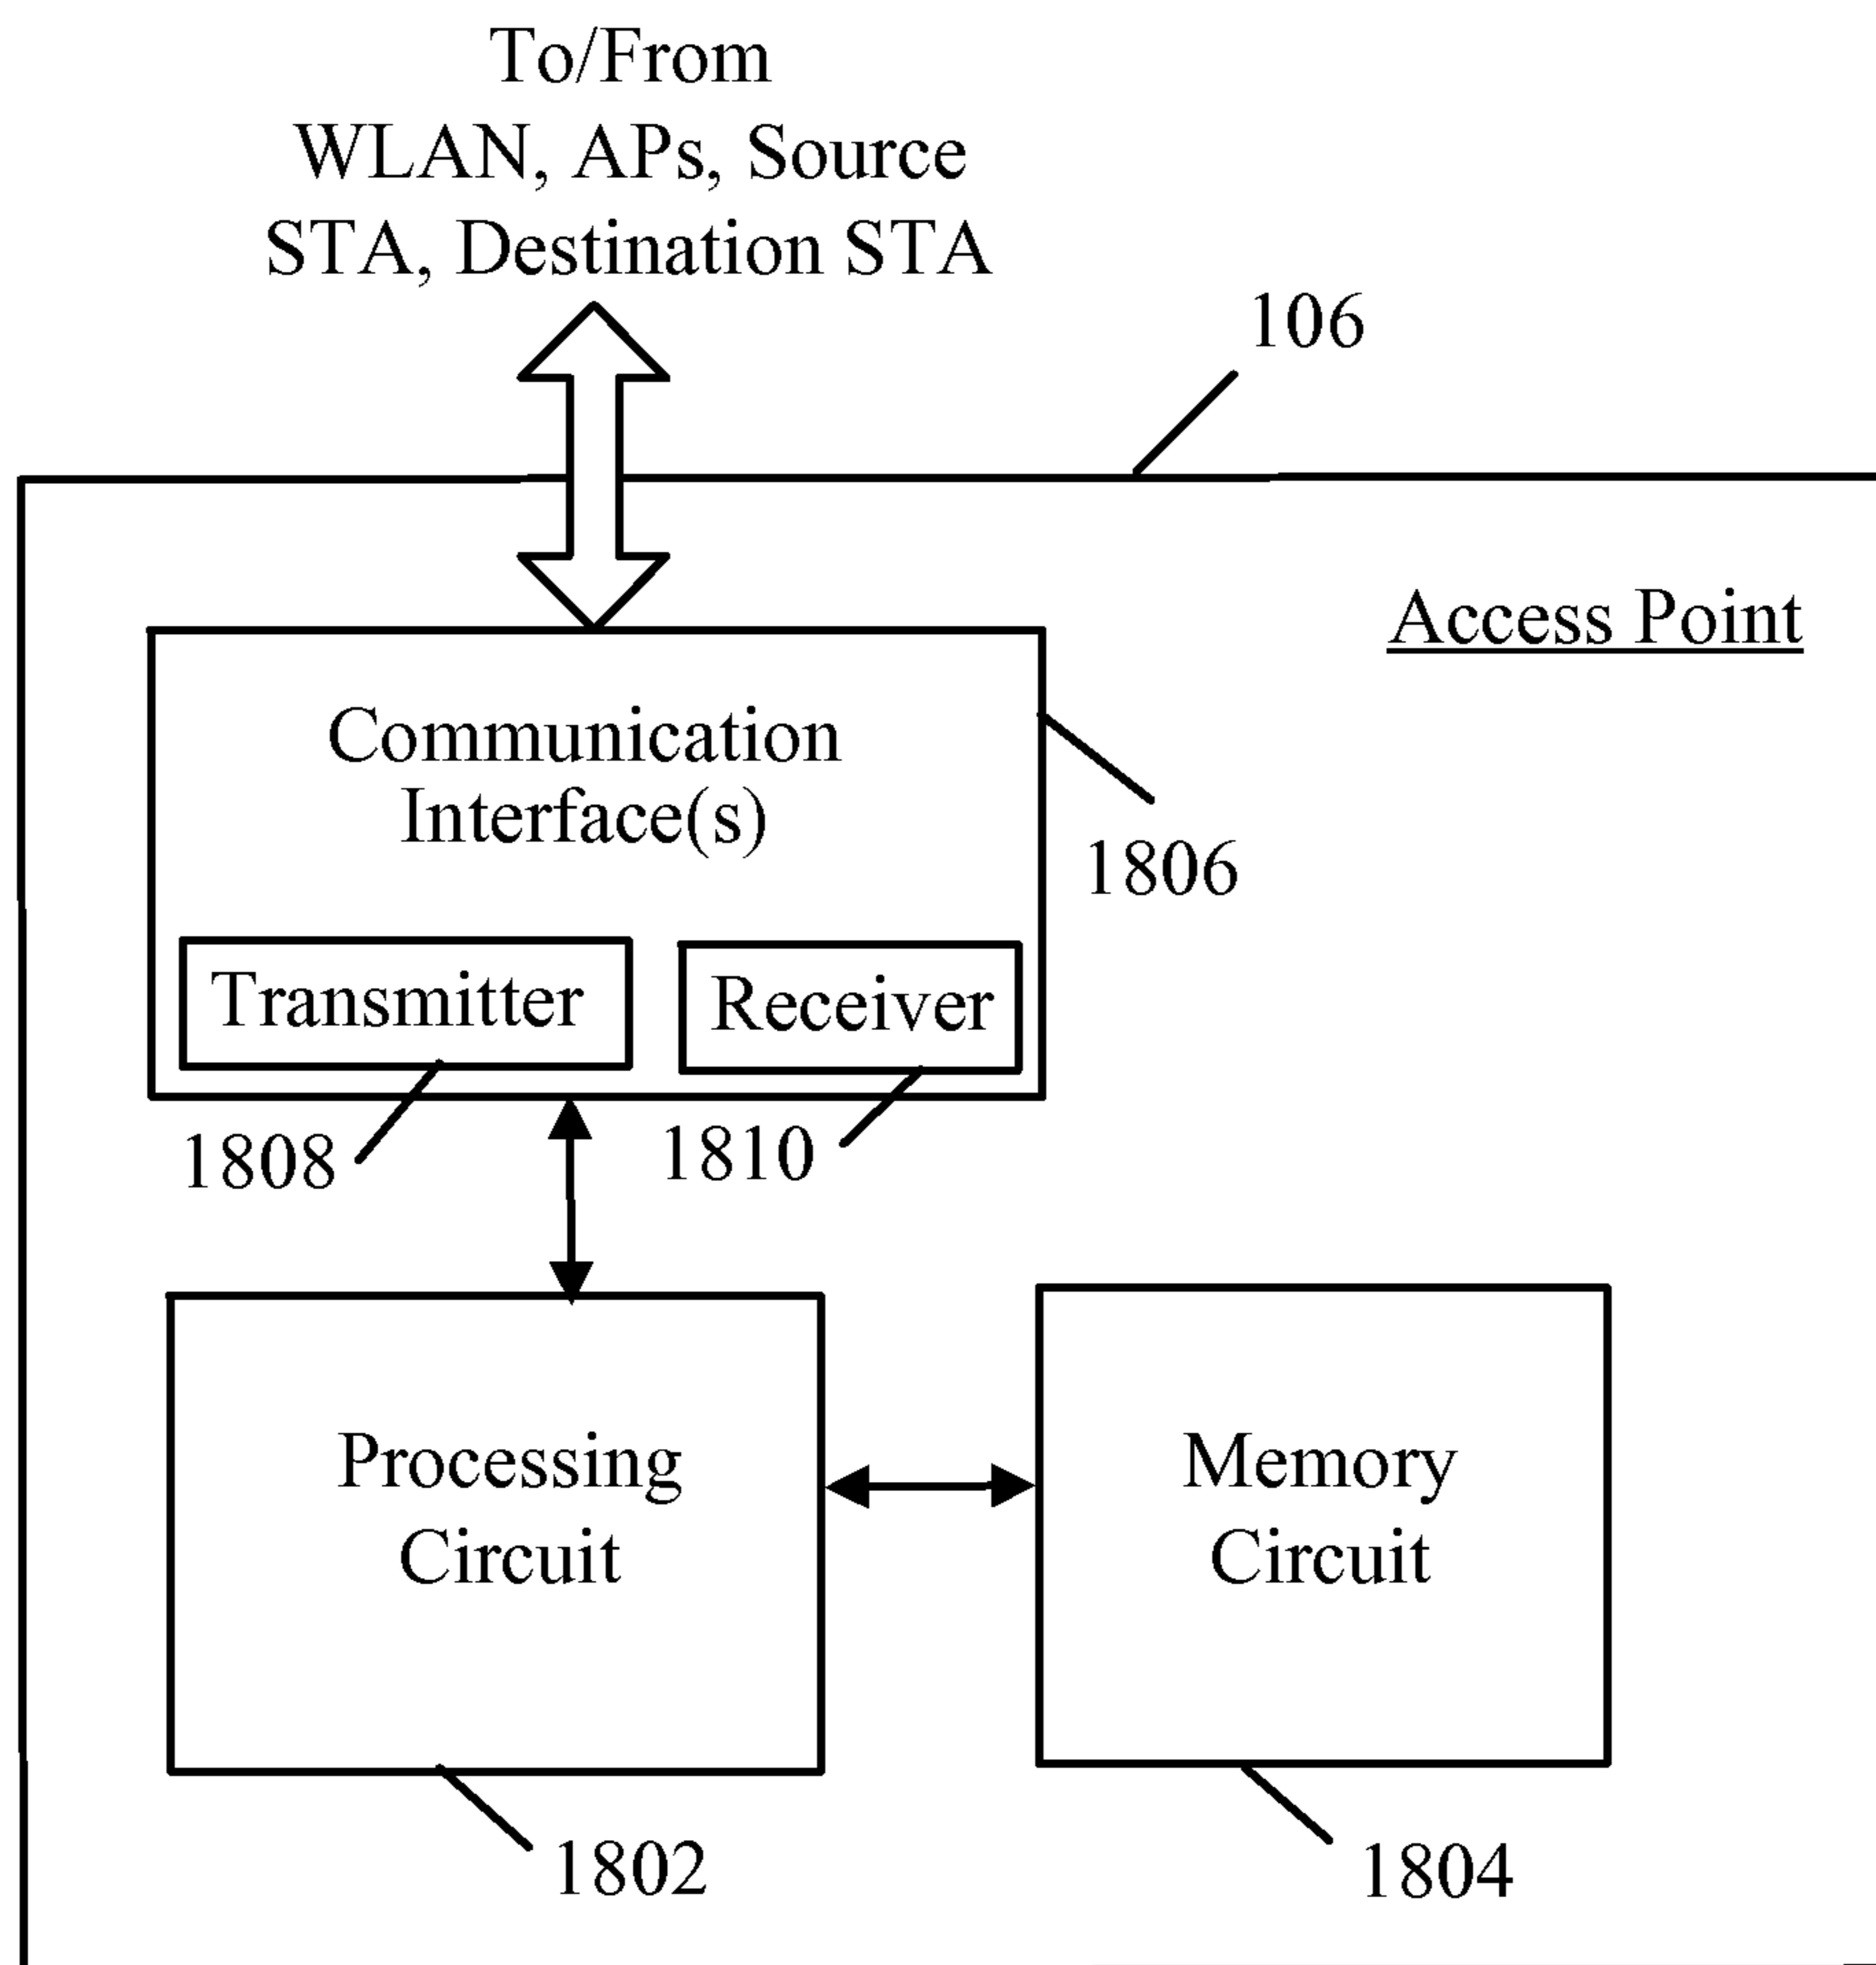 To/From
WLAN, APs, Source
STA, Destination STA
106
Access Point
Communication
Interface(s)
1806
Transmitter
Receiver
1808
1810
Processing
Circuit
Memory
Circuit
1802
1804